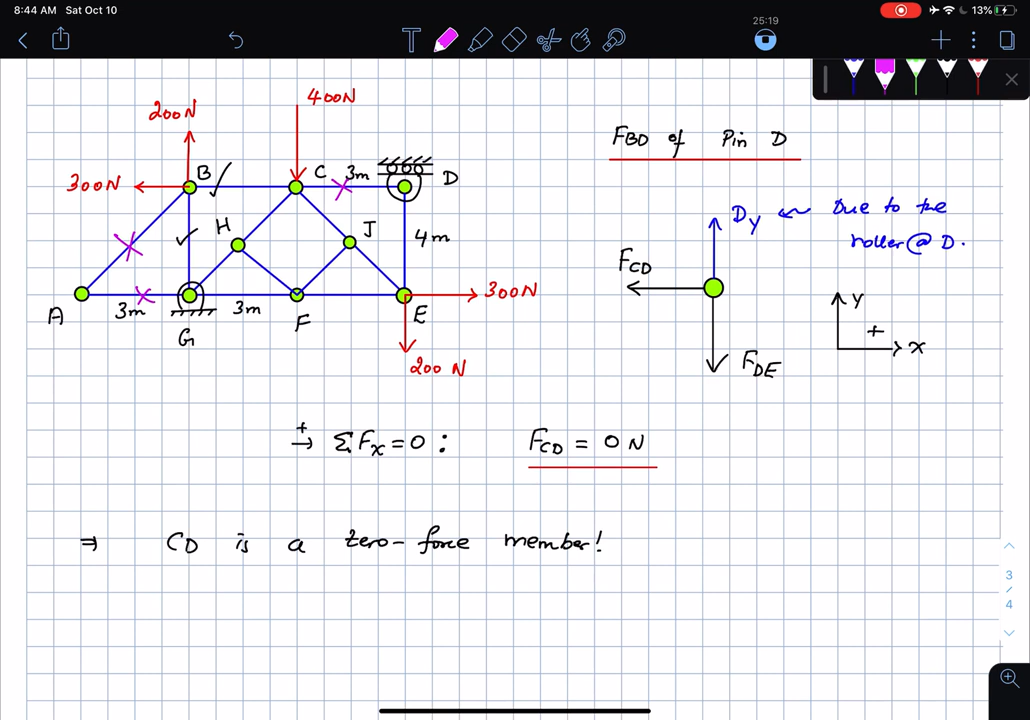 8:44 AM Sat Oct 10
13%
25:19
T
400N
200N
FBD of Pin D
300N
B
C
3m
D
H
J
4m
Dy
Due to the
roller @ D.
FCD
300N
A
3m
3m
G
F
E
200 N
FDE
y
+
x
+→ ΣFx = 0 :
FCD = 0 N
⇒ CD is a zero-force member!
3
/
4